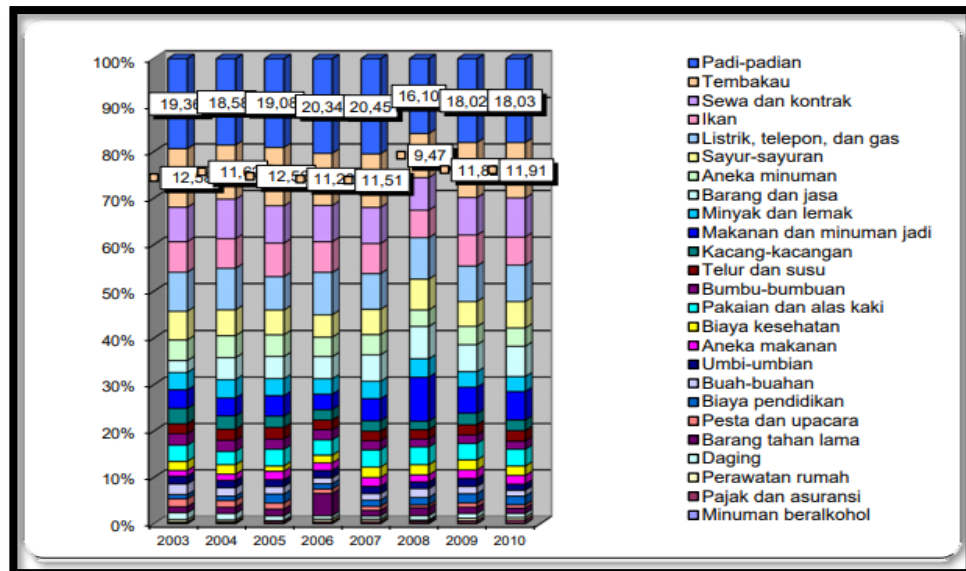 100%
90%
80%
70%
60%
50%
40%
30%
20%
10%
0%
19,36
18,58
19,08
20,34
20,45
16,10
18,02
18,03
9,47
11,51
11,91
2003
2004
2005
2006
2007
2008
2009
2010
Padi-padian
Tembakau
Sewa dan kontrak
Ikan
Listrik, telepon, dan gas
Sayur-sayuran
Aneka minuman
Barang dan jasa
Minyak dan lemak
Makanan dan minuman jadi
Kacang-kacangan
Telur dan susu
Bumbu-bumbuan
Pakaian dan alas kaki
Biaya kesehatan
Aneka makanan
Umbi-umbian
Buah-buahan
Biaya pendidikan
Pesta dan upacara
Barang tahan lama
Daging
Perawatan rumah
Pajak dan asuransi
Minuman beralkohol